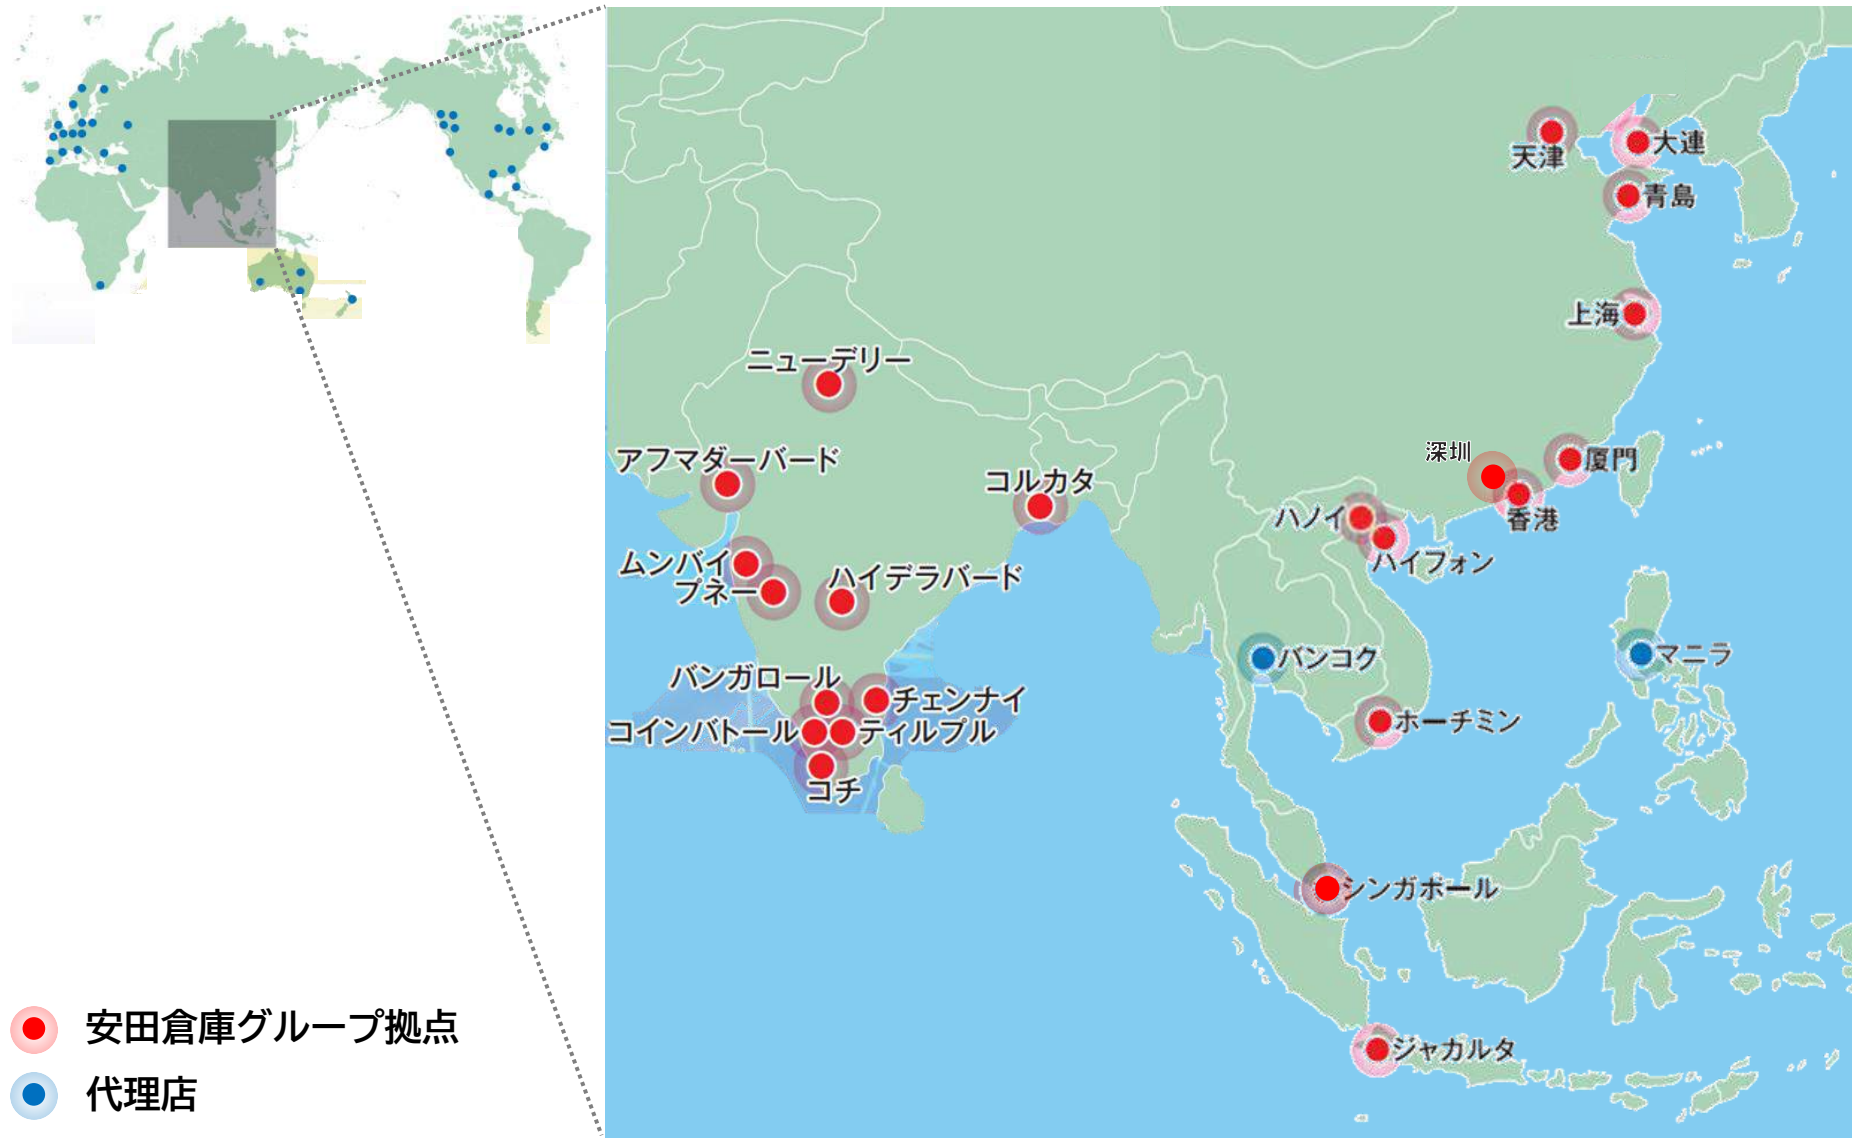 天津
大連
青島
上海
ニューデリー
アフマダーバード
コルカタ
深圳
厦門
香港
ハノイ
ハイフォン
ムンバイ
プネー
ハイデラバード
バンコク
マニラ
バンガロール
チェンナイ
コインバトール
ティルプル
ホーチミン
コチ
シンガポール
ジャカルタ
安田倉庫グループ拠点
代理店